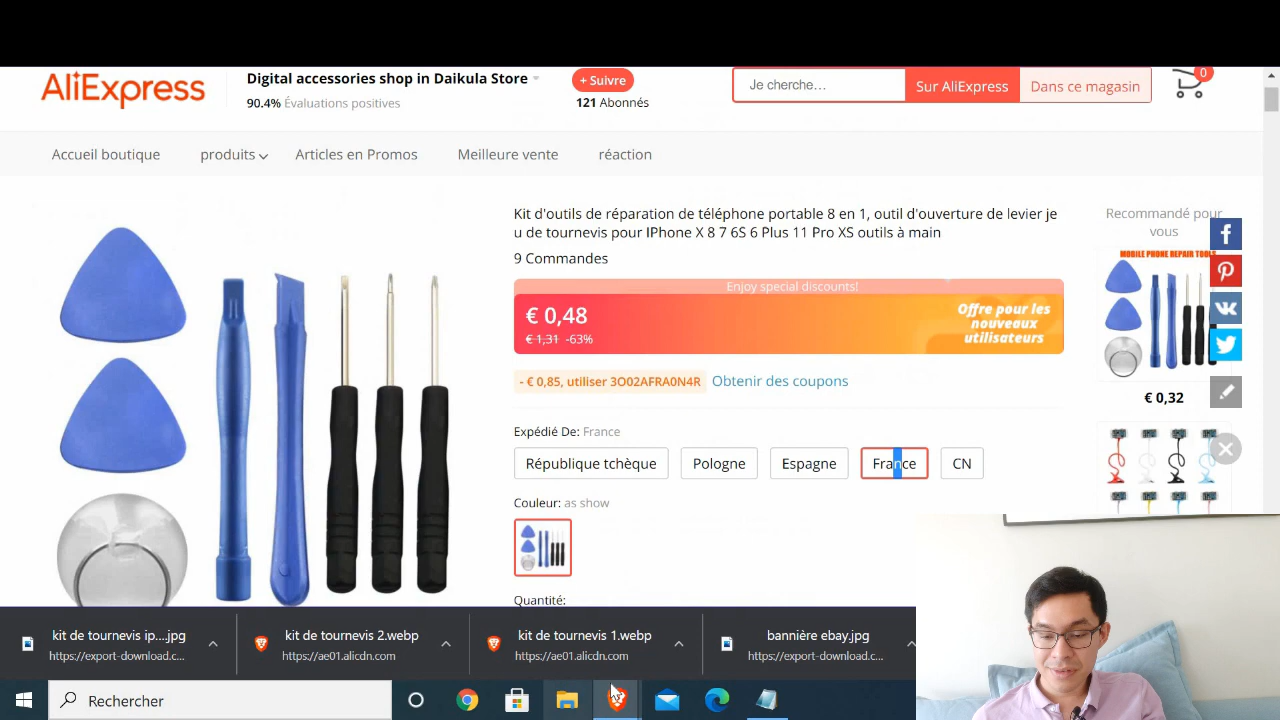 AliExpress
Digital accessories shop in Daikula Store
90.4% Évaluations positives
+ Suivre
121 Abonnés
Je cherche...
Sur AliExpress
Dans ce magasin
0
Accueil boutique
produits
Articles en Promos
Meilleure vente
réaction
Kit d'outils de réparation de téléphone portable 8 en 1, outil d'ouverture de levier je
u de tournevis pour IPhone X 8 7 6S 6 Plus 11 Pro XS outils à main
9 Commandes
Enjoy special discounts!
€ 0,48
€ 1,31 -63%
Offre pour les
nouveaux
utilisateurs
- € 0,85, utiliser 3O02AFRA0N4R
Obtenir des coupons
Expédié De: France
République tchèque
Pologne
Espagne
France
CN
Couleur: as show
Quantité:
Recommandé pour
vous
MOBILE PHONE REPAIR TOOLS
€ 0,32
kit de tournevis ip....jpg
https://export-download.c...
kit de tournevis 2.webp
https://ae01.alicdn.com
kit de tournevis 1.webp
https://ae01.alicdn.com
bannière ebay.jpg
https://export-download.c...
Rechercher